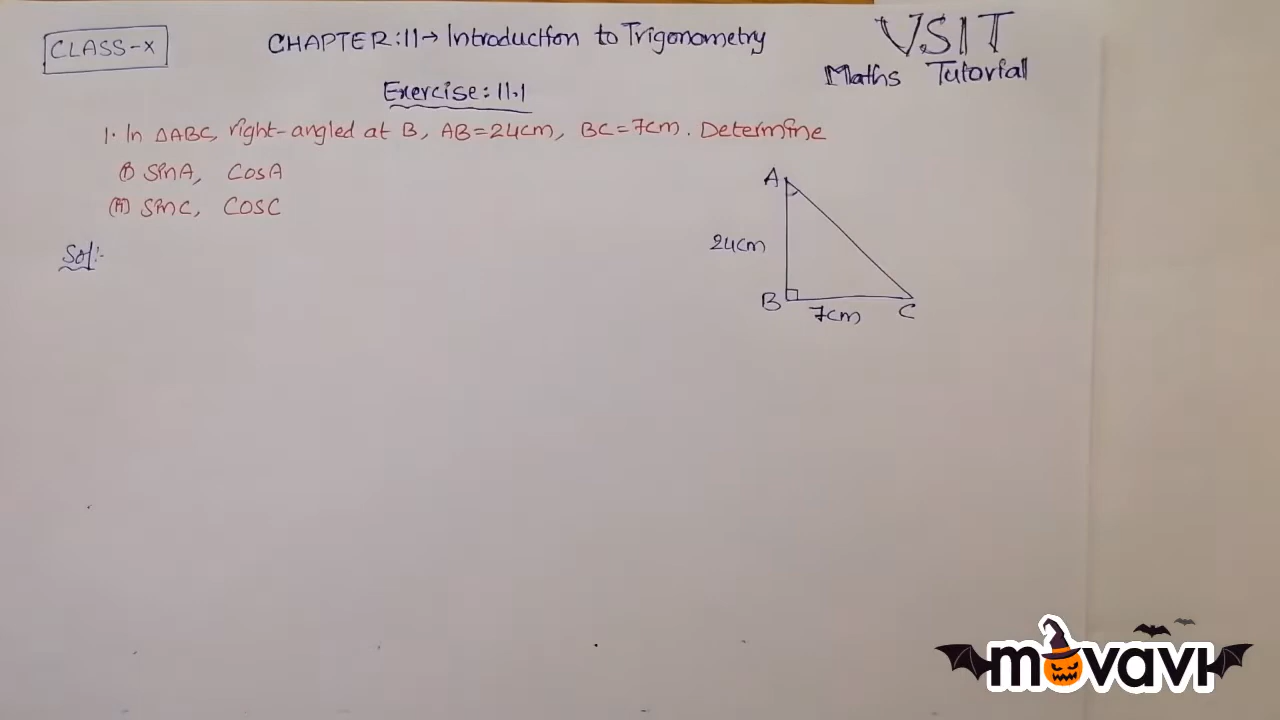 CLASS-X
CHAPTER:11→ Introduction to Trigonometry
VSIT
Maths Tutorial
Exercise: 11.1
1. In △ABC, right-angled at B, AB=24cm, BC=7cm. Determine
(i) SinA, CosA
(ii) Sinc, COSC
Sol:-
A
24cm
B
7cm
C
movavi